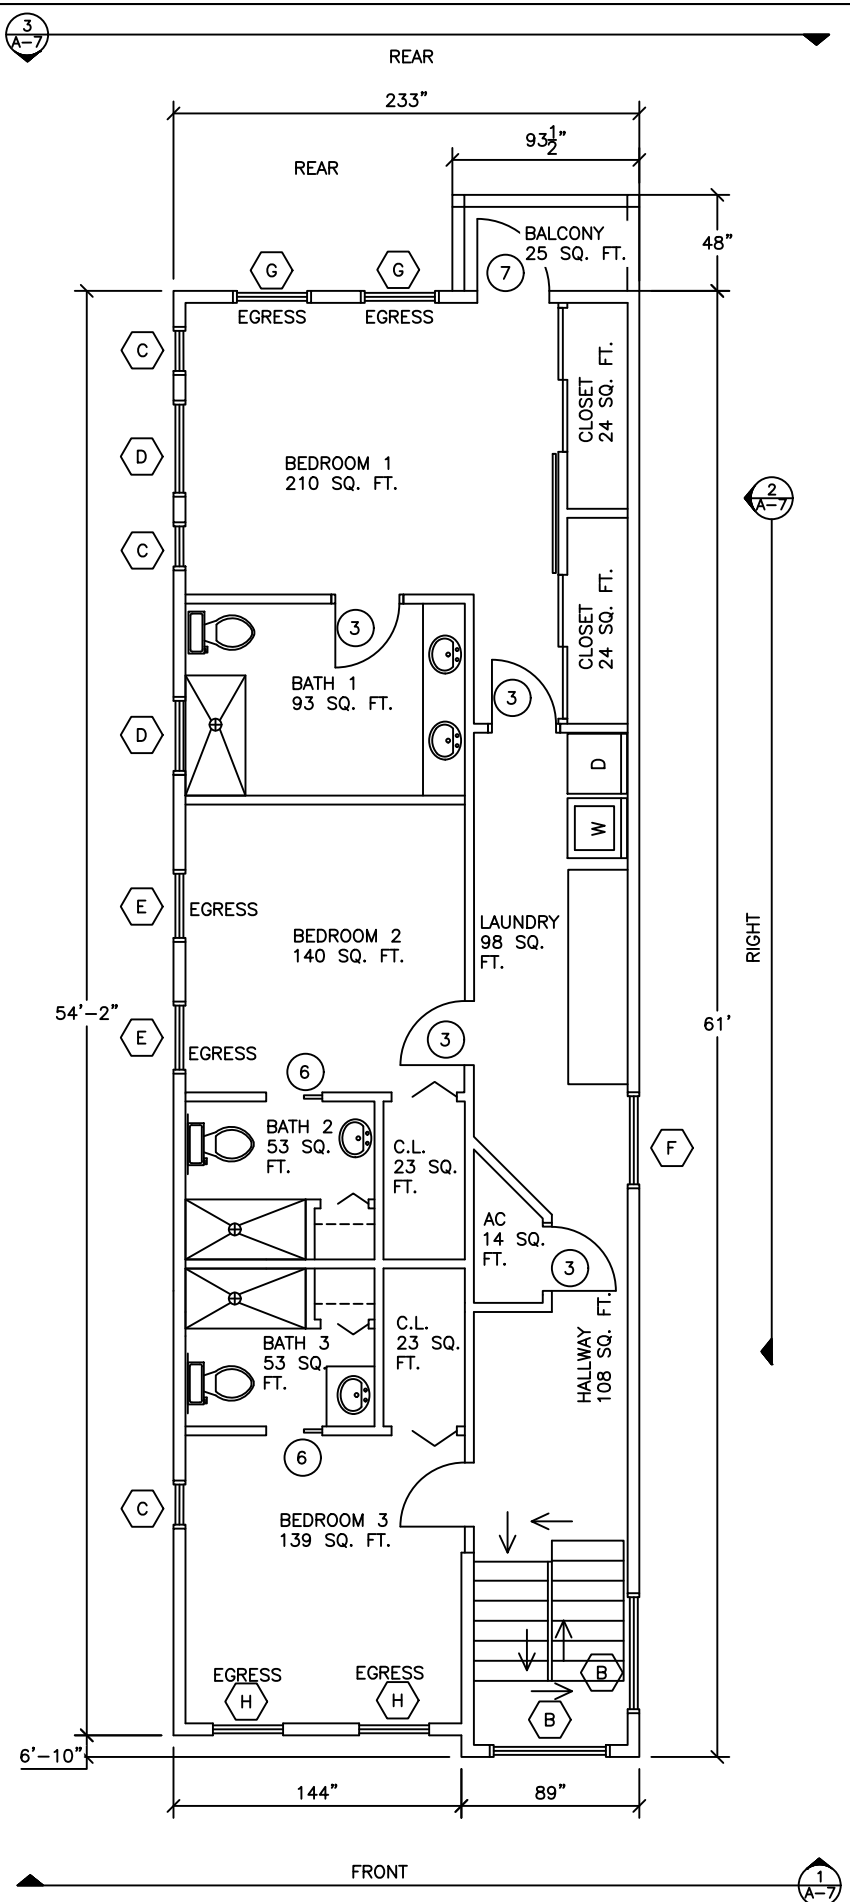 3
A-7
REAR
233"
93 1/2"
REAR
48"
BALCONY
25 SQ. FT.
7
G
G
EGRESS
EGRESS
C
D
C
BEDROOM 1
210 SQ. FT.
CLOSET
24 SQ. FT.
CLOSET
24 SQ. FT.
2
A-7
3
BATH 1
93 SQ. FT.
3
D
D
W
E
EGRESS
BEDROOM 2
140 SQ. FT.
LAUNDRY
98 SQ.
FT.
RIGHT
54'-2"
61'
E
EGRESS
3
6
BATH 2
53 SQ.
FT.
C.L.
23 SQ.
FT.
F
AC
14 SQ.
FT.
3
BATH 3
53 SQ.
FT.
C.L.
23 SQ.
FT.
HALLWAY
108 SQ. FT.
6
C
BEDROOM 3
139 SQ. FT.
EGRESS
EGRESS
H
H
B
B
6'-10"
144"
89"
FRONT
1
A-7